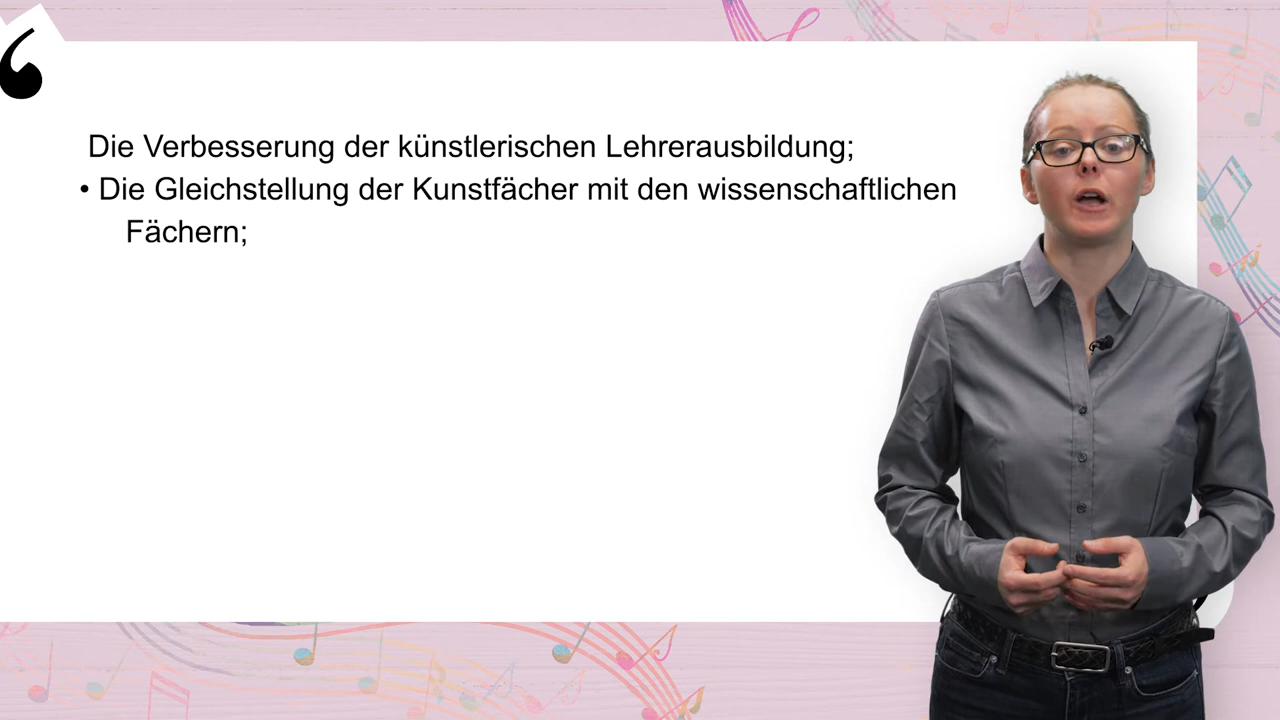 Die Verbesserung der künstlerischen Lehrerausbildung;
• Die Gleichstellung der Kunstfächer mit den wissenschaftlichen
Fächern;